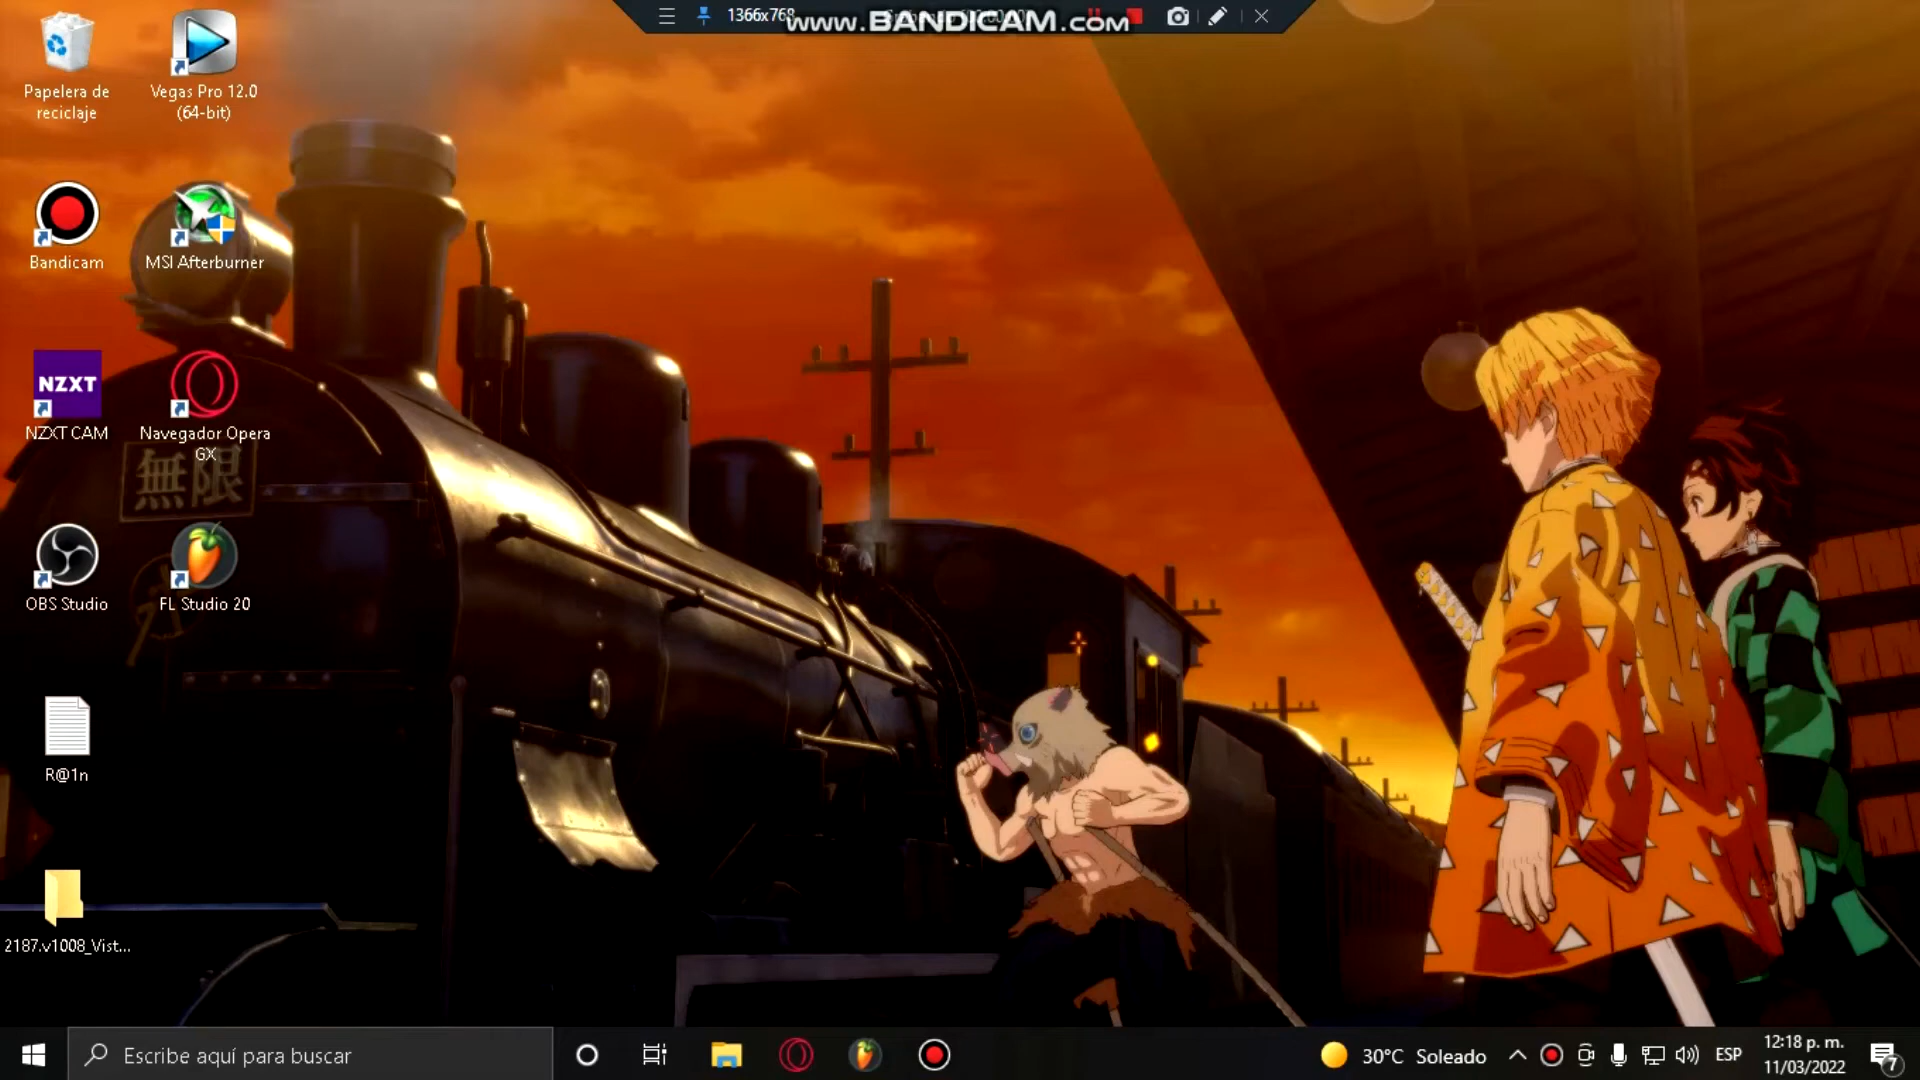 1366x768
www.BANDICAM.com
Papelera de
reciclaje
Vegas Pro 12.0
(64-bit)
Bandicam
MSI Afterburner
NZXT
NZXT CAM
Navegador Opera
GX
無限
OBS Studio
FL Studio 20
R@1n
2187.v1008_Vist...
Escribe aquí para buscar
30°C Soleado
ESP
12:18 p. m.
11/03/2022
7